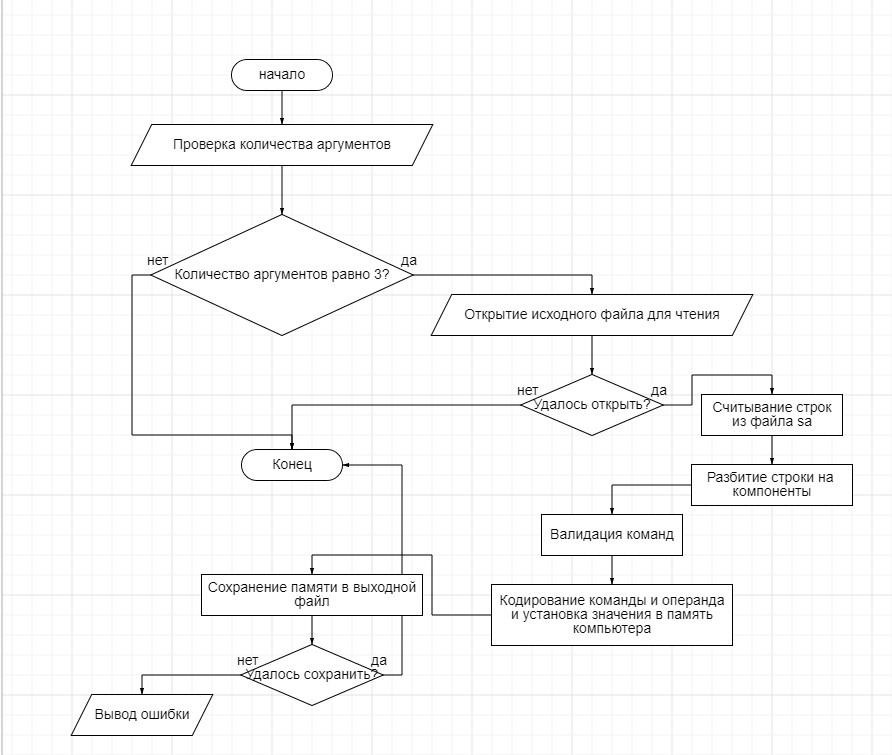 начало
Проверка количества аргументов
нет
да
Количество аргументов равно 3?
Открытие исходного файла для чтения
нет
да
Удалось открыть?
Считывание строк
из файла sa
Конец
Разбитие строки на
компоненты
Валидация команд
Сохранение памяти в выходной
файл
Кодирование команды и операнда
и установка значения в память
компьютера
нет
да
Удалось сохранить?
Вывод ошибки